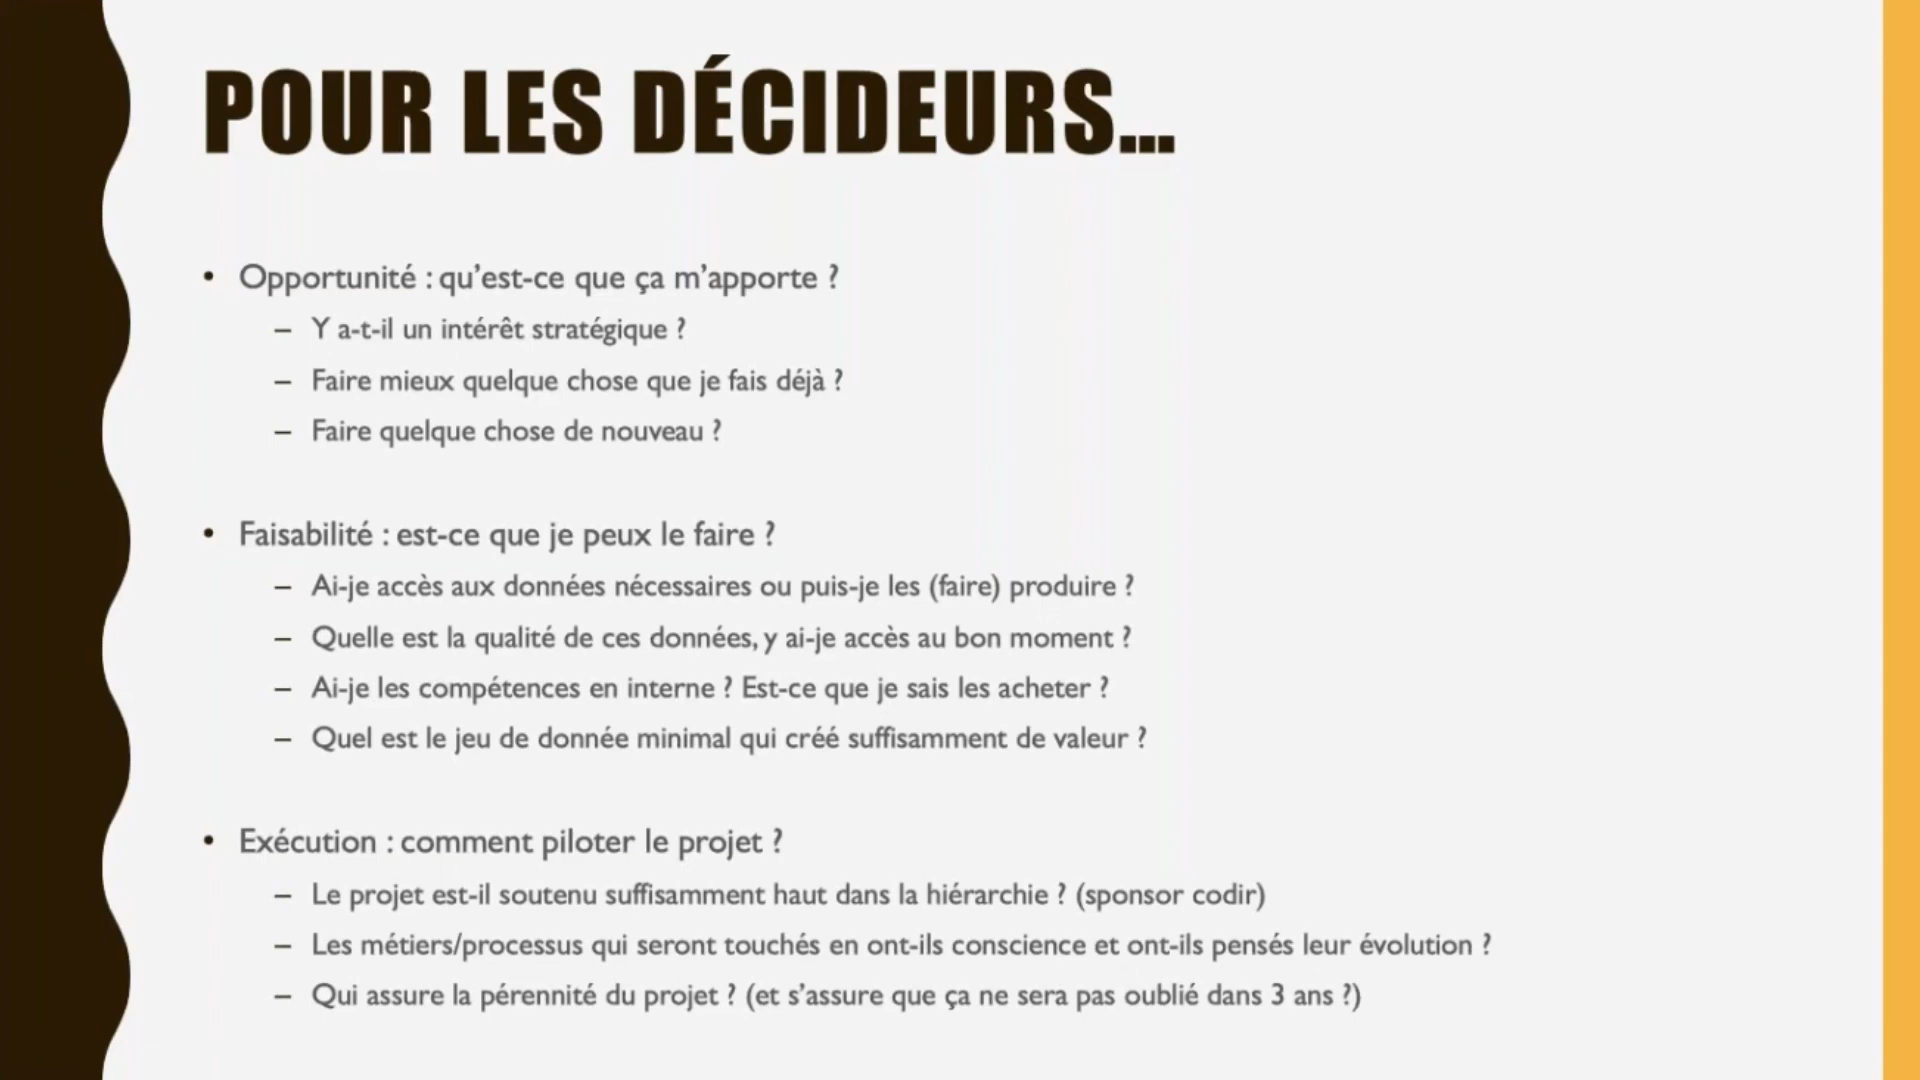 POUR LES DÉCIDEURS...
• Opportunité : qu’est-ce que ça m’apporte ?
– Y a-t-il un intérêt stratégique ?
– Faire mieux quelque chose que je fais déjà ?
– Faire quelque chose de nouveau ?
• Faisabilité : est-ce que je peux le faire ?
– Ai-je accès aux données nécessaires ou puis-je les (faire) produire ?
– Quelle est la qualité de ces données, y ai-je accès au bon moment ?
– Ai-je les compétences en interne ? Est-ce que je sais les acheter ?
– Quel est le jeu de donnée minimal qui créé suffisamment de valeur ?
• Exécution : comment piloter le projet ?
– Le projet est-il soutenu suffisamment haut dans la hiérarchie ? (sponsor codir)
– Les métiers/processus qui seront touchés en ont-ils conscience et ont-ils pensés leur évolution ?
– Qui assure la pérennité du projet ? (et s’assure que ça ne sera pas oublié dans 3 ans ?)